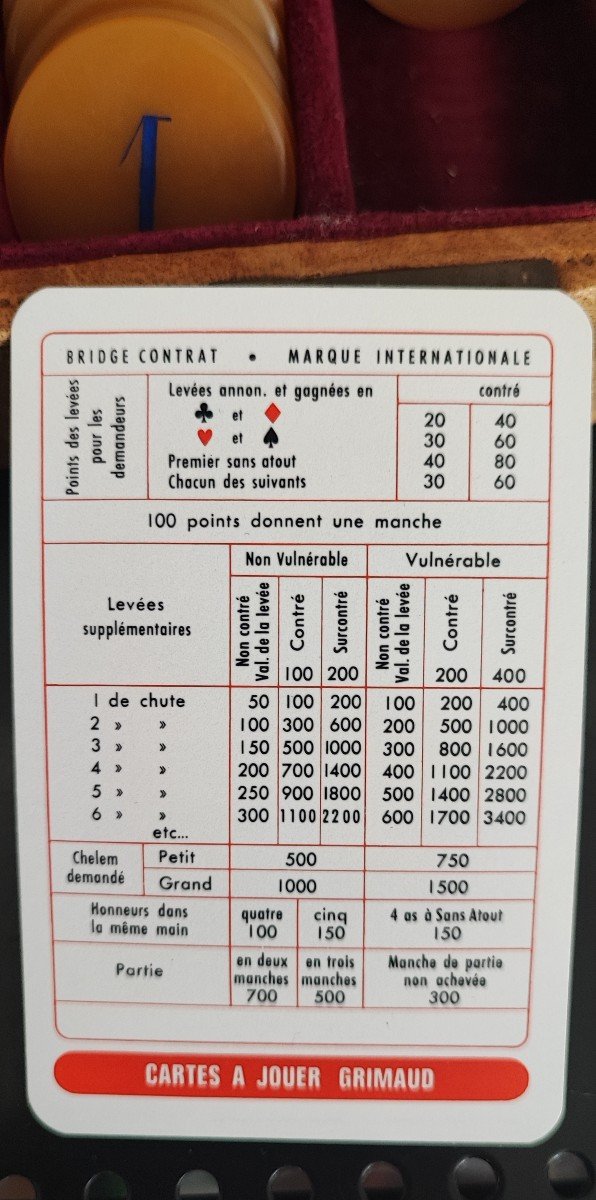 1
BRIDGE CONTRAT • MARQUE INTERNATIONALE
Points des levées pour les demandeurs
Levées annon. et gagnées en
contré
♣ et ♦ 20 40
♥ et ♠ 30 60
Premier sans atout 40 80
Chacun des suivants 30 60
100 points donnent une manche
Levées supplémentaires
Non Vulnérable
Vulnérable
Non contré Val. de la levée
Contré 100
Surcontré 200
Non contré Val. de la levée
Contré 200
Surcontré 400
1 de chute 50 100 200 100 200 400
2 » » 100 300 600 200 500 1000
3 » » 150 500 1000 300 800 1600
4 » » 200 700 1400 400 1100 2200
5 » » 250 900 1800 500 1400 2800
6 » » 300 1100 2200 600 1700 3400
etc...
Chelem demandé
Petit 500 750
Grand 1000 1500
Honneurs dans la même main
quatre 100
cinq 150
4 as à Sans Atout 150
Partie
en deux manches 700
en trois manches 500
Manche de partie non achevée 300
CARTES A JOUER GRIMAUD